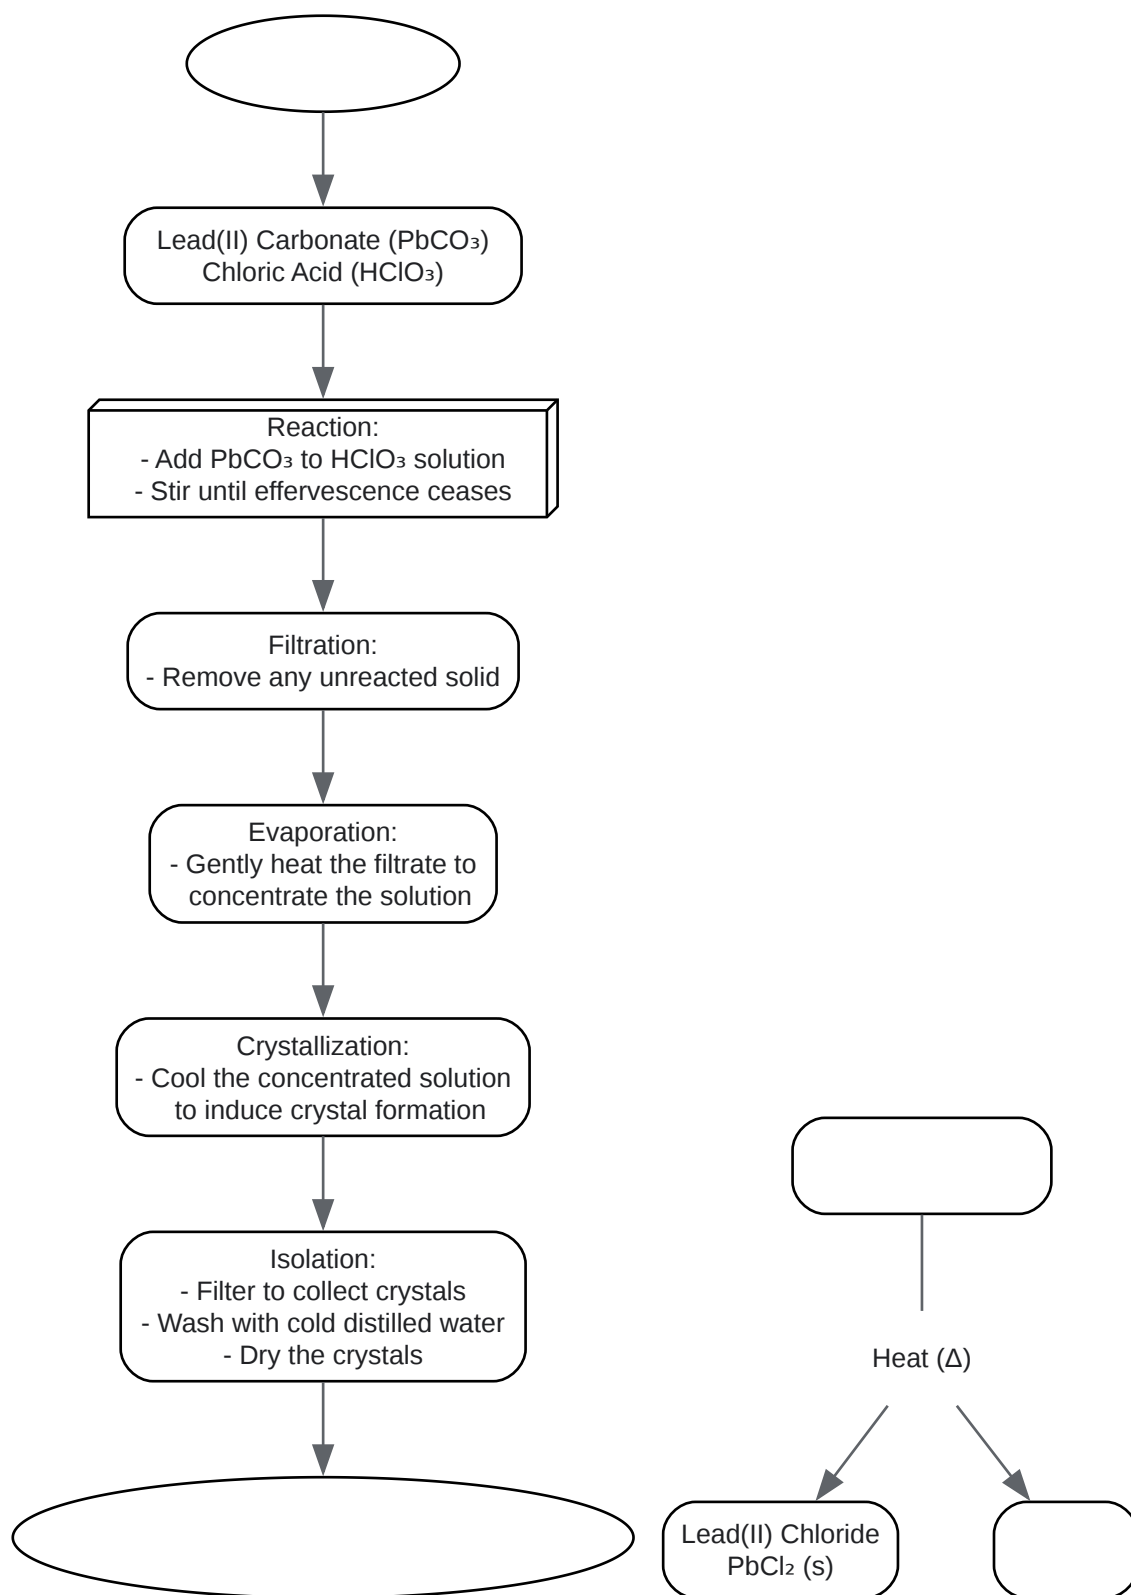 Lead(II) Carbonate (PbCO₃)
Chloric Acid (HClO₃)
Reaction:
- Add PbCO₃ to HClO₃ solution
- Stir until effervescence ceases
Filtration:
- Remove any unreacted solid
Evaporation:
- Gently heat the filtrate to
concentrate the solution
Crystallization:
- Cool the concentrated solution
to induce crystal formation
Isolation:
- Filter to collect crystals
- Wash with cold distilled water
- Dry the crystals
Heat (Δ)
Lead(II) Chloride
PbCl₂ (s)